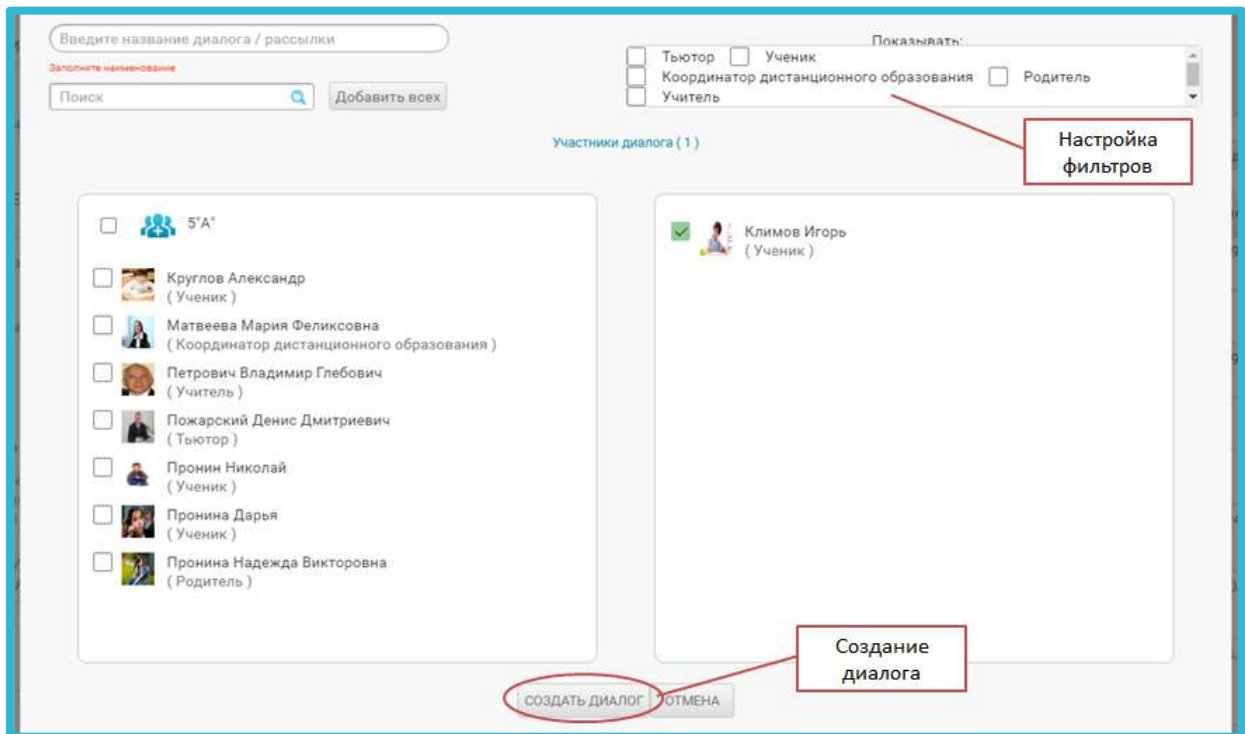 Введите название диалога / рассылки
Показывать:
Тьютор Ученик
Заполните наименование
Координатор дистанционного образования Родитель
Поиск Добавить всех
Учитель
Участники диалога ( 1 )
Настройка
фильтров
5"А"
Климов Игорь
( Ученик )
Круглов Александр
( Ученик )
Матвеева Мария Феликсовна
( Координатор дистанционного образования )
Петрович Владимир Глебович
( Учитель )
Пожарский Денис Дмитриевич
( Тьютор )
Пронин Николай
( Ученик )
Пронина Дарья
( Ученик )
Пронина Надежда Викторовна
( Родитель )
Создание
диалога
СОЗДАТЬ ДИАЛОГ ОТМЕНА